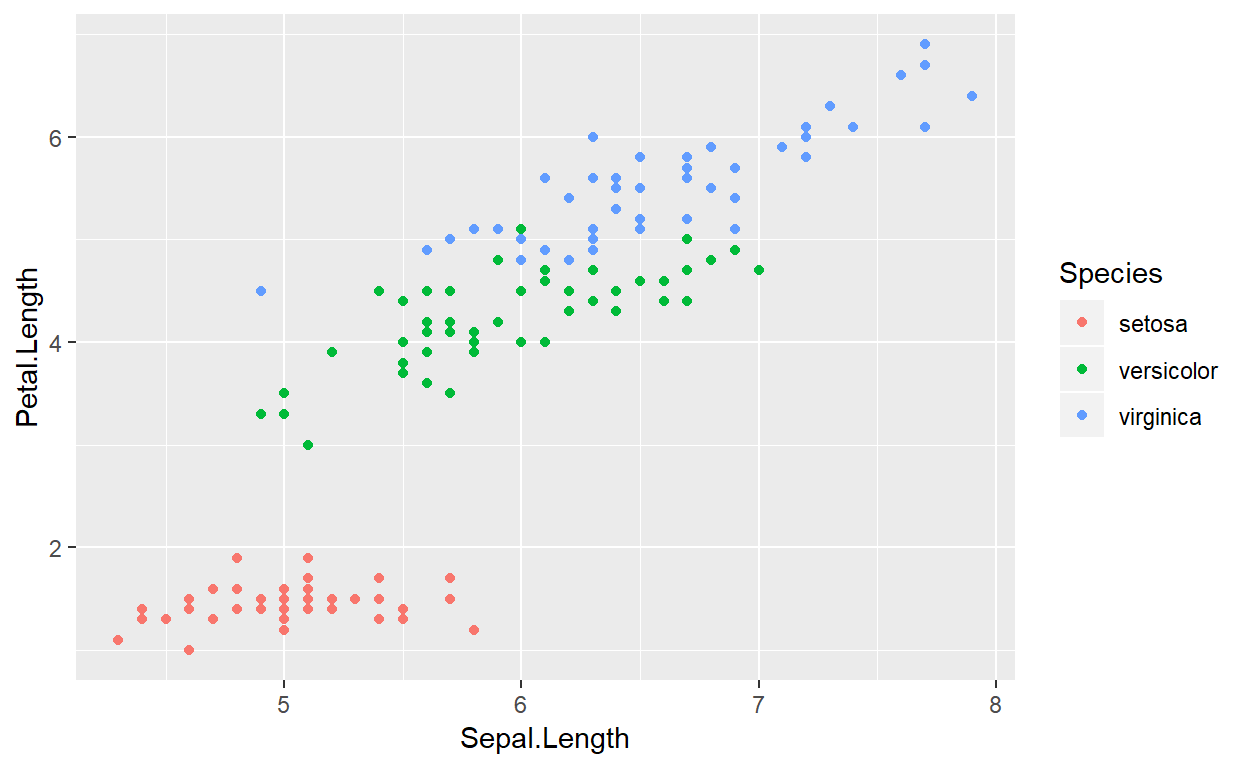 6
4
2
Petal.Length
5 6 7 8
Sepal.Length
Species
setosa
versicolor
virginica